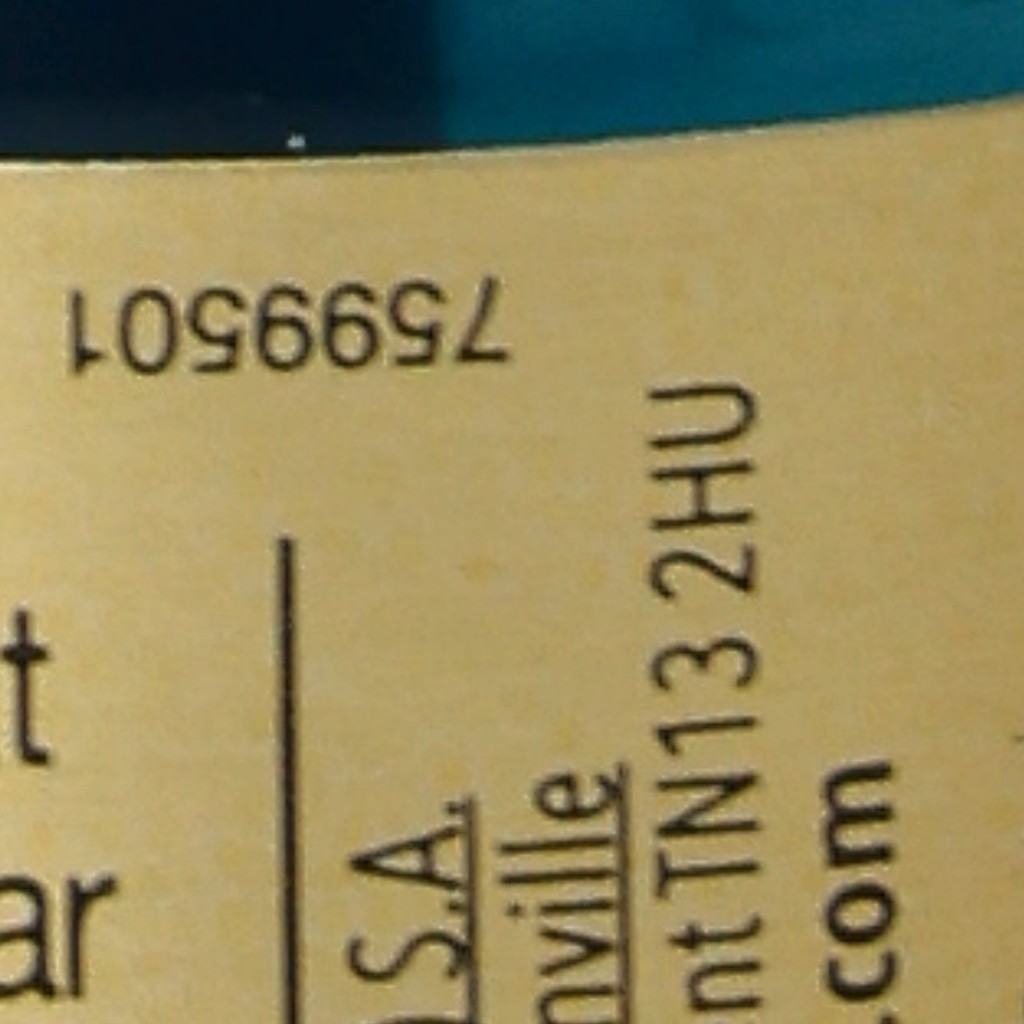 7599501
t
ar
S.A.
nville
nt TN13 2HU
.com